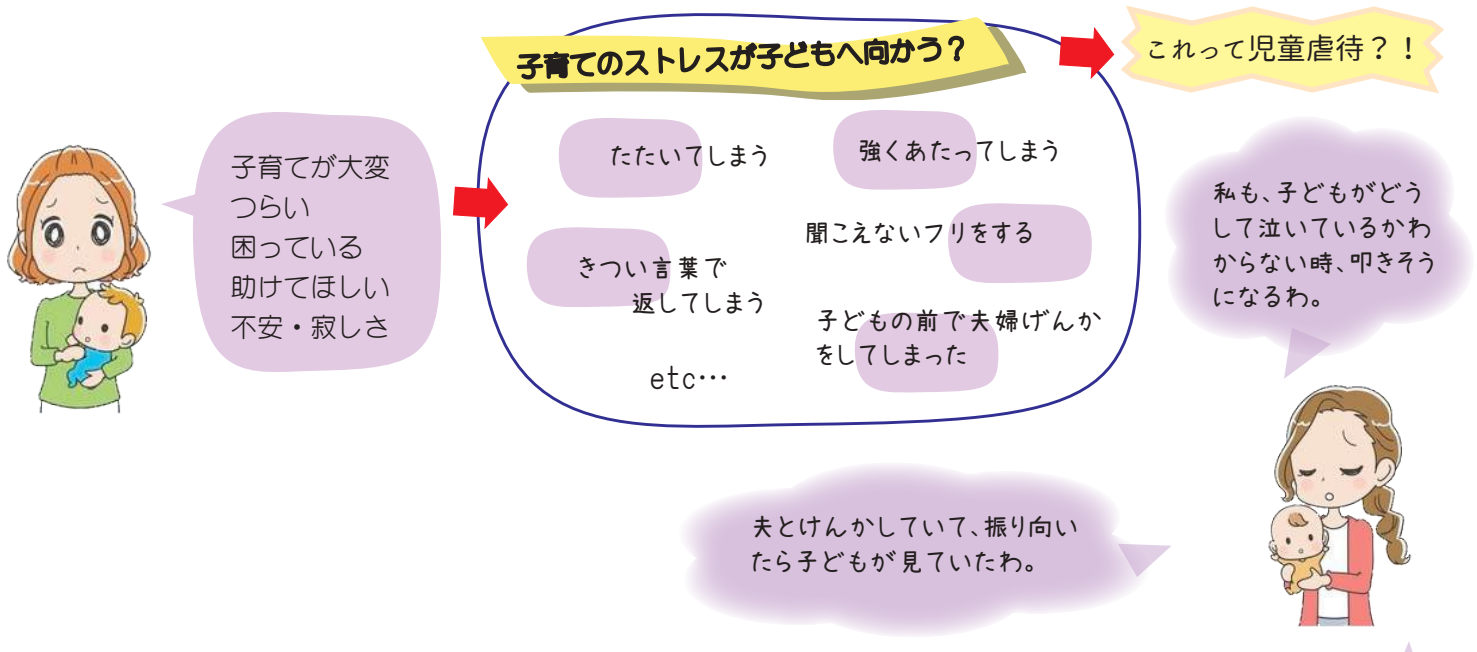 子育てのストレスが子どもへ向かう？
これって児童虐待？！
子育てが大変
つらい
困っている
助けてほしい
不安・寂しさ
たたいてしまう
強くあたってしまう
聞こえないフリをする
きつい言葉で
返してしまう
子どもの前で夫婦げんか
をしてしまった
etc…
私も、子どもがどう
して泣いているかわ
からない時、叩きそう
になるわ。
夫とけんかしていて、振り向い
たら子どもが見ていたわ。